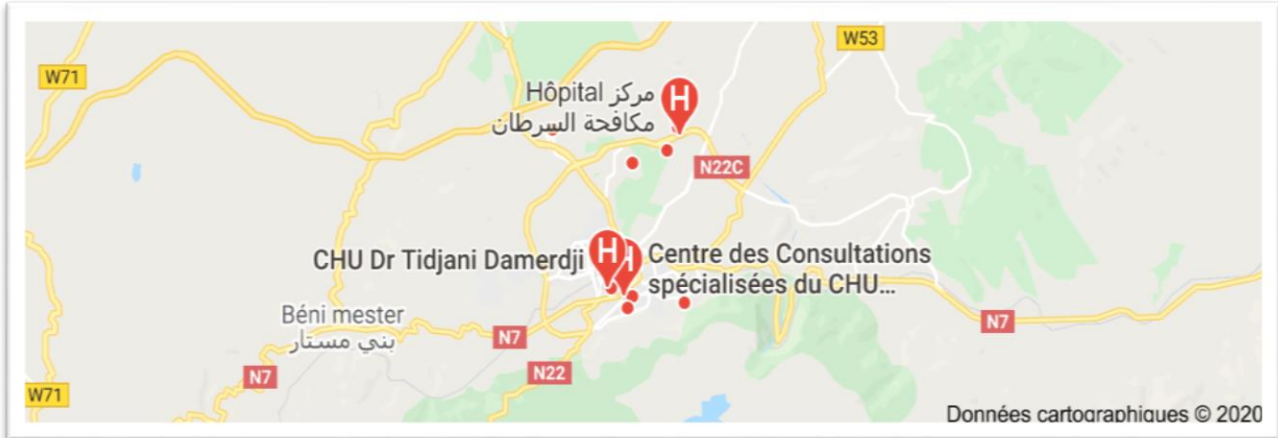 W53
W71
Hôpital مركز
مكافحة السرطان
H
N22C
CHU Dr Tidjani Damerdji
H
H
Centre des Consultations
spécialisées du CHU...
Béni mester
بني مستار
N7
N7
N22
N7
W71
Données cartographiques © 2020